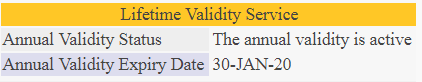 Lifetime Validity Service
Annual Validity Status The annual validity is active
Annual Validity Expiry Date 30-JAN-20